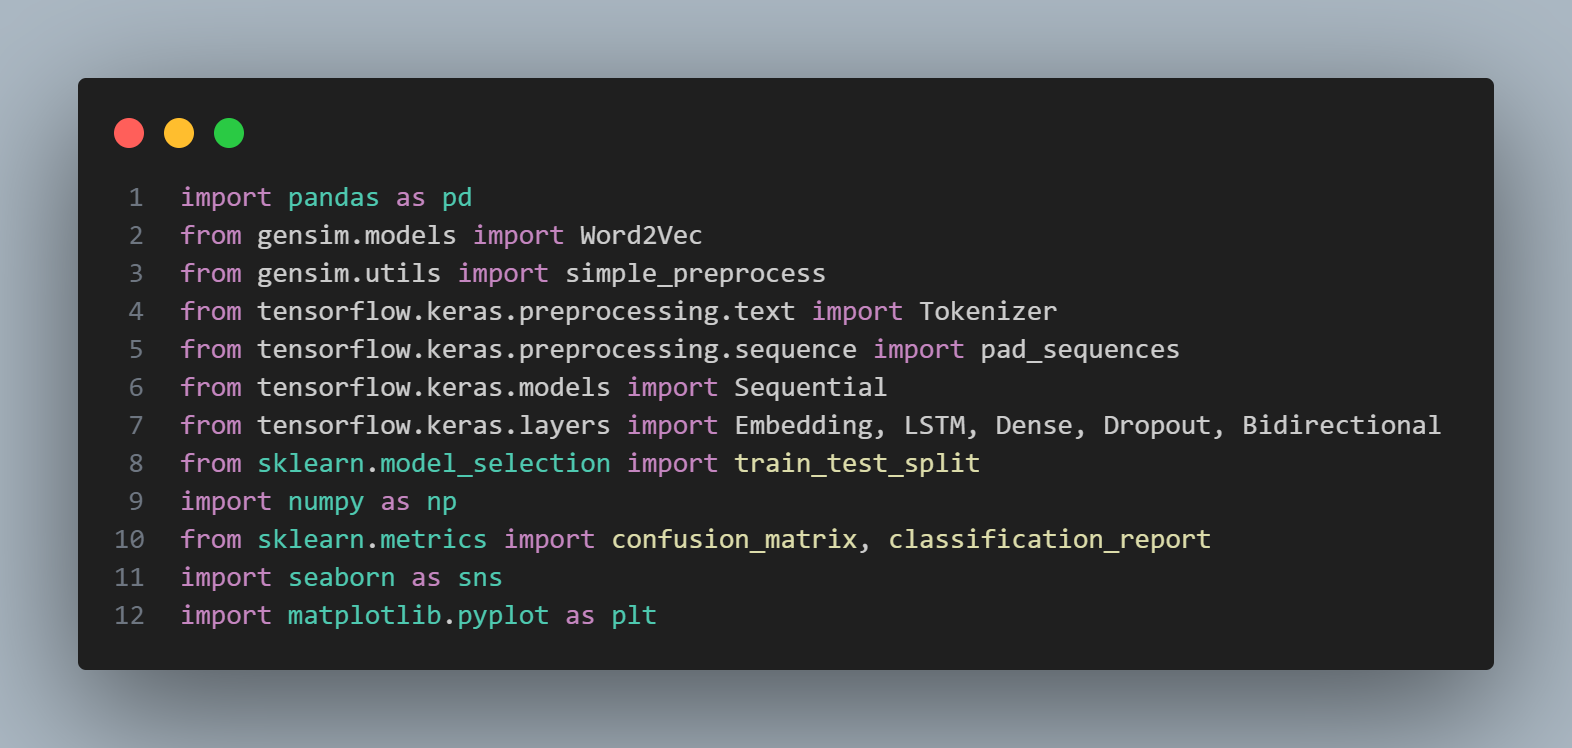 1 import pandas as pd
2 from gensim.models import Word2Vec
3 from gensim.utils import simple_preprocess
4 from tensorflow.keras.preprocessing.text import Tokenizer
5 from tensorflow.keras.preprocessing.sequence import pad_sequences
6 from tensorflow.keras.models import Sequential
7 from tensorflow.keras.layers import Embedding, LSTM, Dense, Dropout, Bidirectional
8 from sklearn.model_selection import train_test_split
9 import numpy as np
10 from sklearn.metrics import confusion_matrix, classification_report
11 import seaborn as sns
12 import matplotlib.pyplot as plt